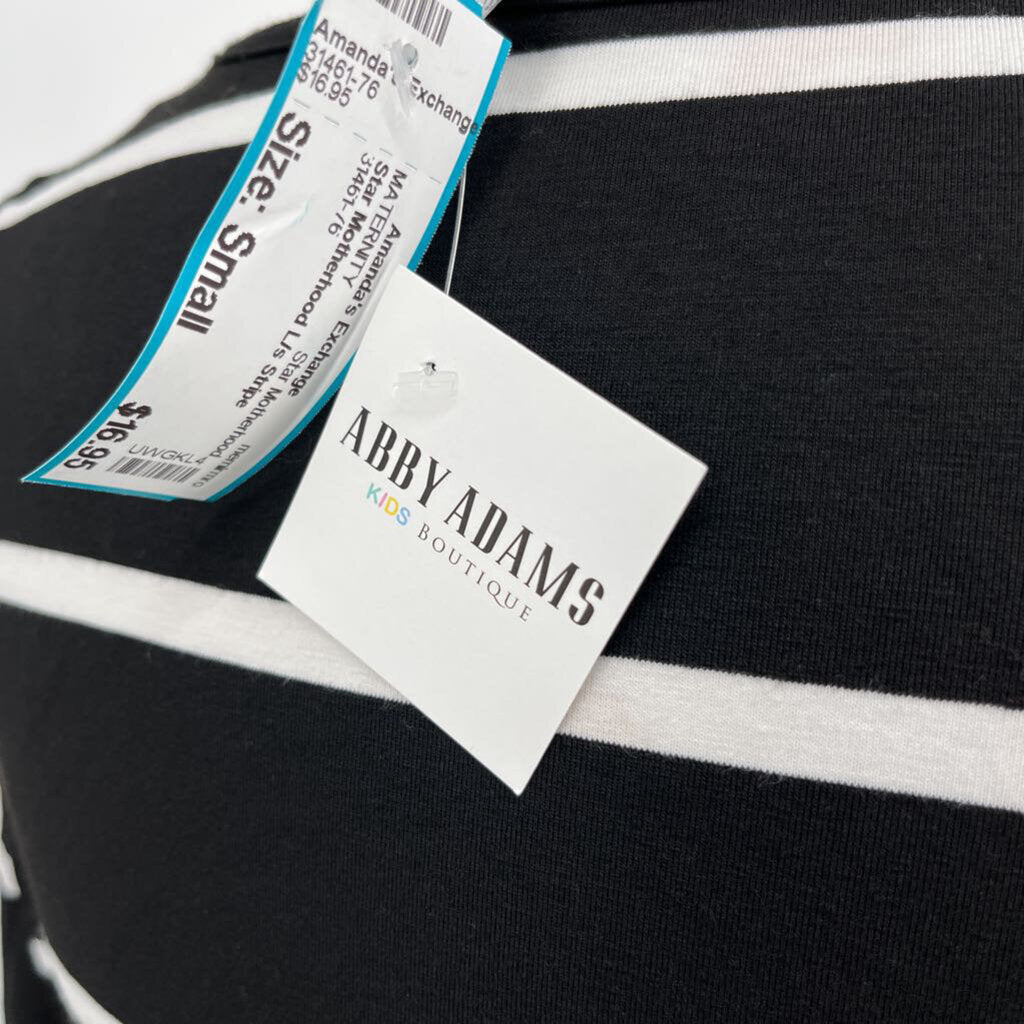 Amanda's Exchange
31461-76
$16.95
Amanda's Exchange
MATERNITY
Star Motherhood
Star Motherhood L/s Stripe
31461-76
Size: Small
$16.95
ABBY ADAMS
KIDS BOUTIQUE